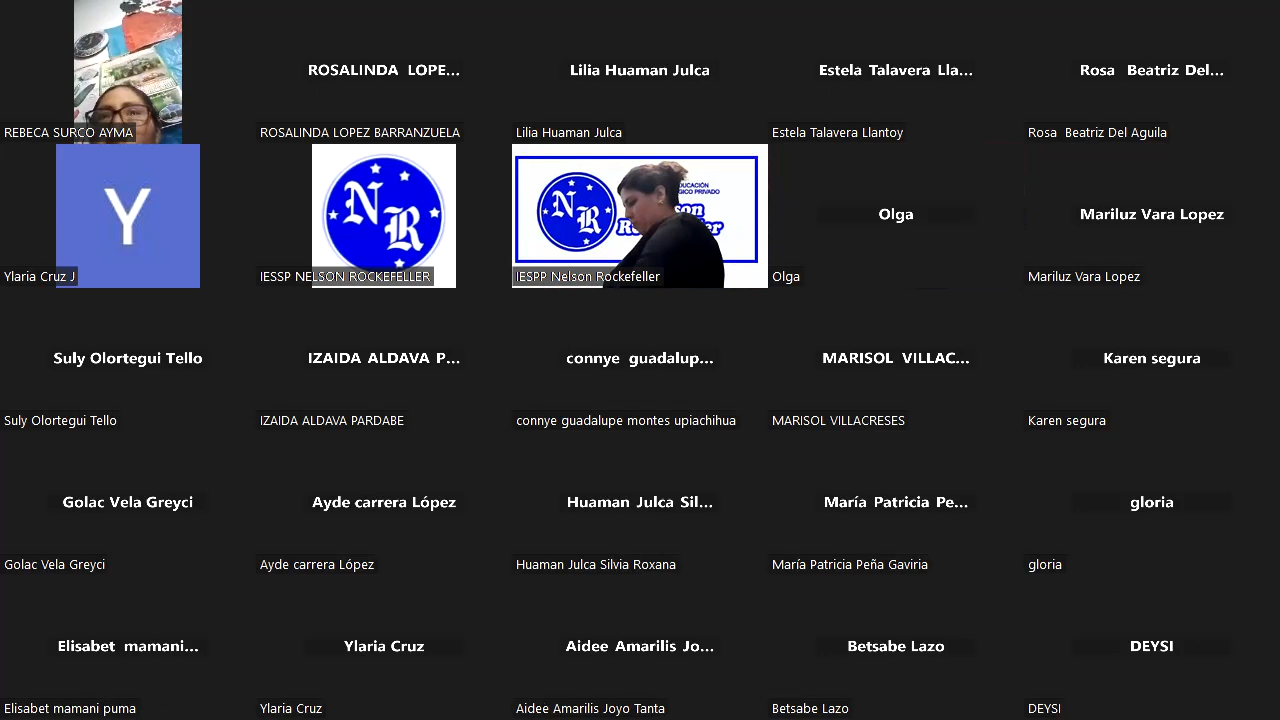 ROSALINDA LOPE...
Lilia Huaman Julca
Estela Talavera Lla...
Rosa Beatriz Del...
REBECA SURCO AYMA
ROSALINDA LOPEZ BARRANZUELA
Lilia Huaman Julca
Estela Talavera Llantoy
Rosa Beatriz Del Aguila
Y
NR
NR
DUCACIÓN
GICO PRIVADO
Olga
Mariluz Vara Lopez
Ylaria Cruz J
IESSP NELSON ROCKEFELLER
IESPP Nelson Rockefeller
Olga
Mariluz Vara Lopez
Suly Olortegui Tello
IZAIDA ALDAVA P...
connye guadalup...
MARISOL VILLAC...
Karen segura
Suly Olortegui Tello
IZAIDA ALDAVA PARDABE
connye guadalupe montes upiachihua
MARISOL VILLACRESES
Karen segura
Golac Vela Greyci
Ayde carrera López
Huaman Julca Sil...
María Patricia Pe...
gloria
Golac Vela Greyci
Ayde carrera López
Huaman Julca Silvia Roxana
María Patricia Peña Gaviria
gloria
Elisabet mamani...
Ylaria Cruz
Aidee Amarilis Jo...
Betsabe Lazo
DEYSI
Elisabet mamani puma
Ylaria Cruz
Aidee Amarilis Joyo Tanta
Betsabe Lazo
DEYSI